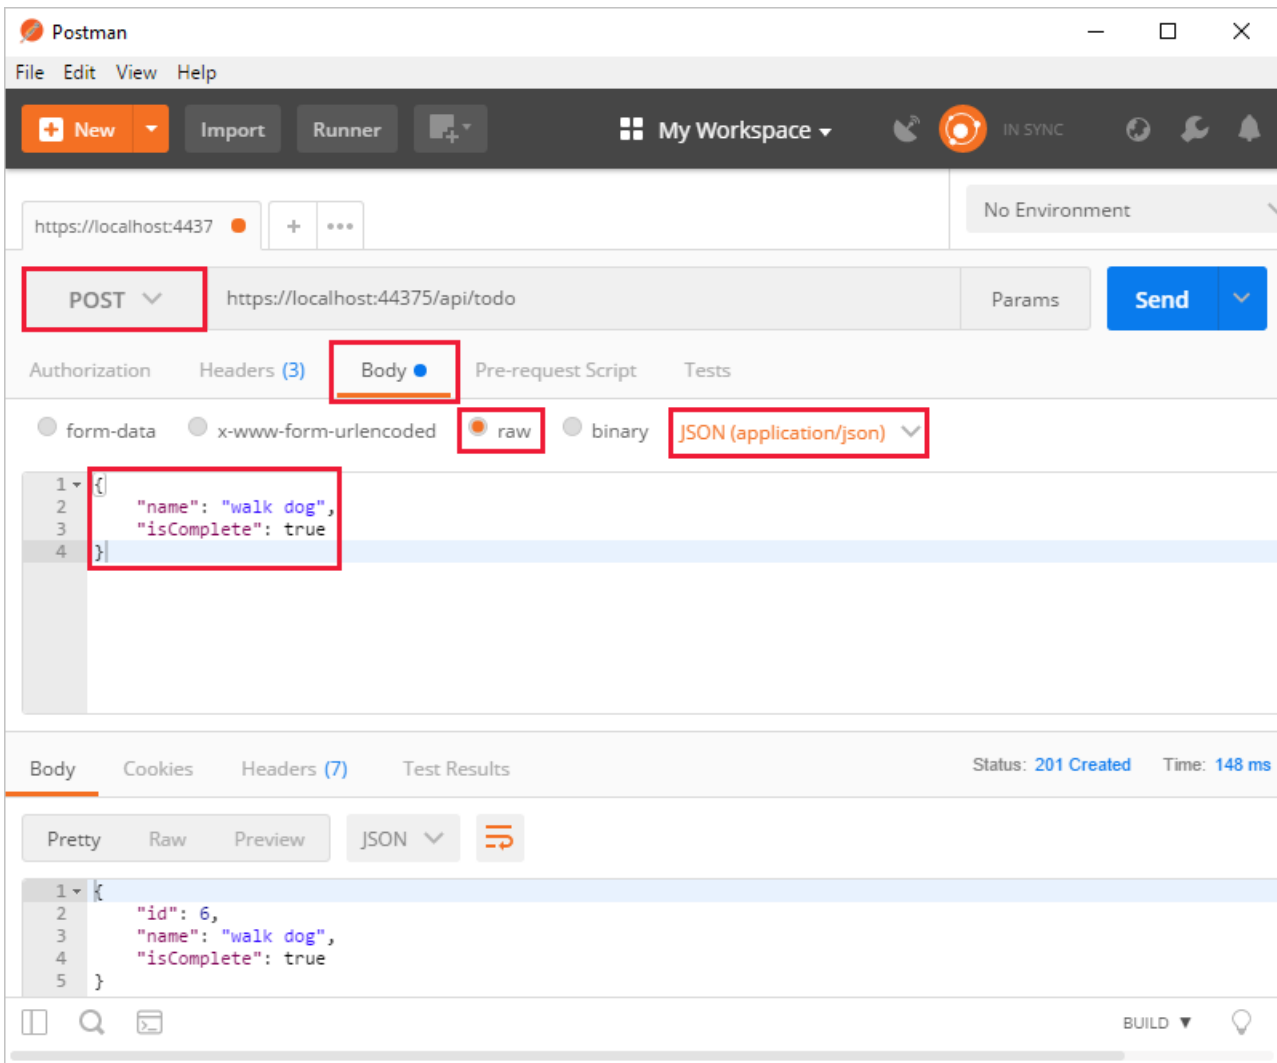 Postman
File Edit View Help
New Import Runner My Workspace IN SYNC
https://localhost:4437 + ••• No Environment
POST https://localhost:44375/api/todo Params Send
Authorization Headers (3) Body Pre-request Script Tests
form-data x-www-form-urlencoded raw binary JSON (application/json)
1 {
2 "name": "walk dog",
3 "isComplete": true
4 }
Body Cookies Headers (7) Test Results Status: 201 Created Time: 148 ms
Pretty Raw Preview JSON
1 {
2 "id": 6,
3 "name": "walk dog",
4 "isComplete": true
5 }
BUILD